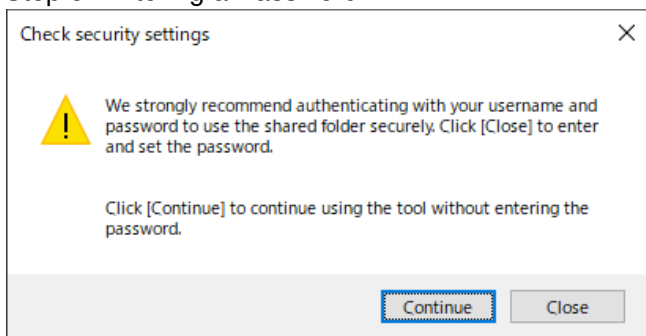 Check security settings
We strongly recommend authenticating with your username and
password to use the shared folder securely. Click [Close] to enter
and set the password.
Click [Continue] to continue using the tool without entering the
password.
Continue Close